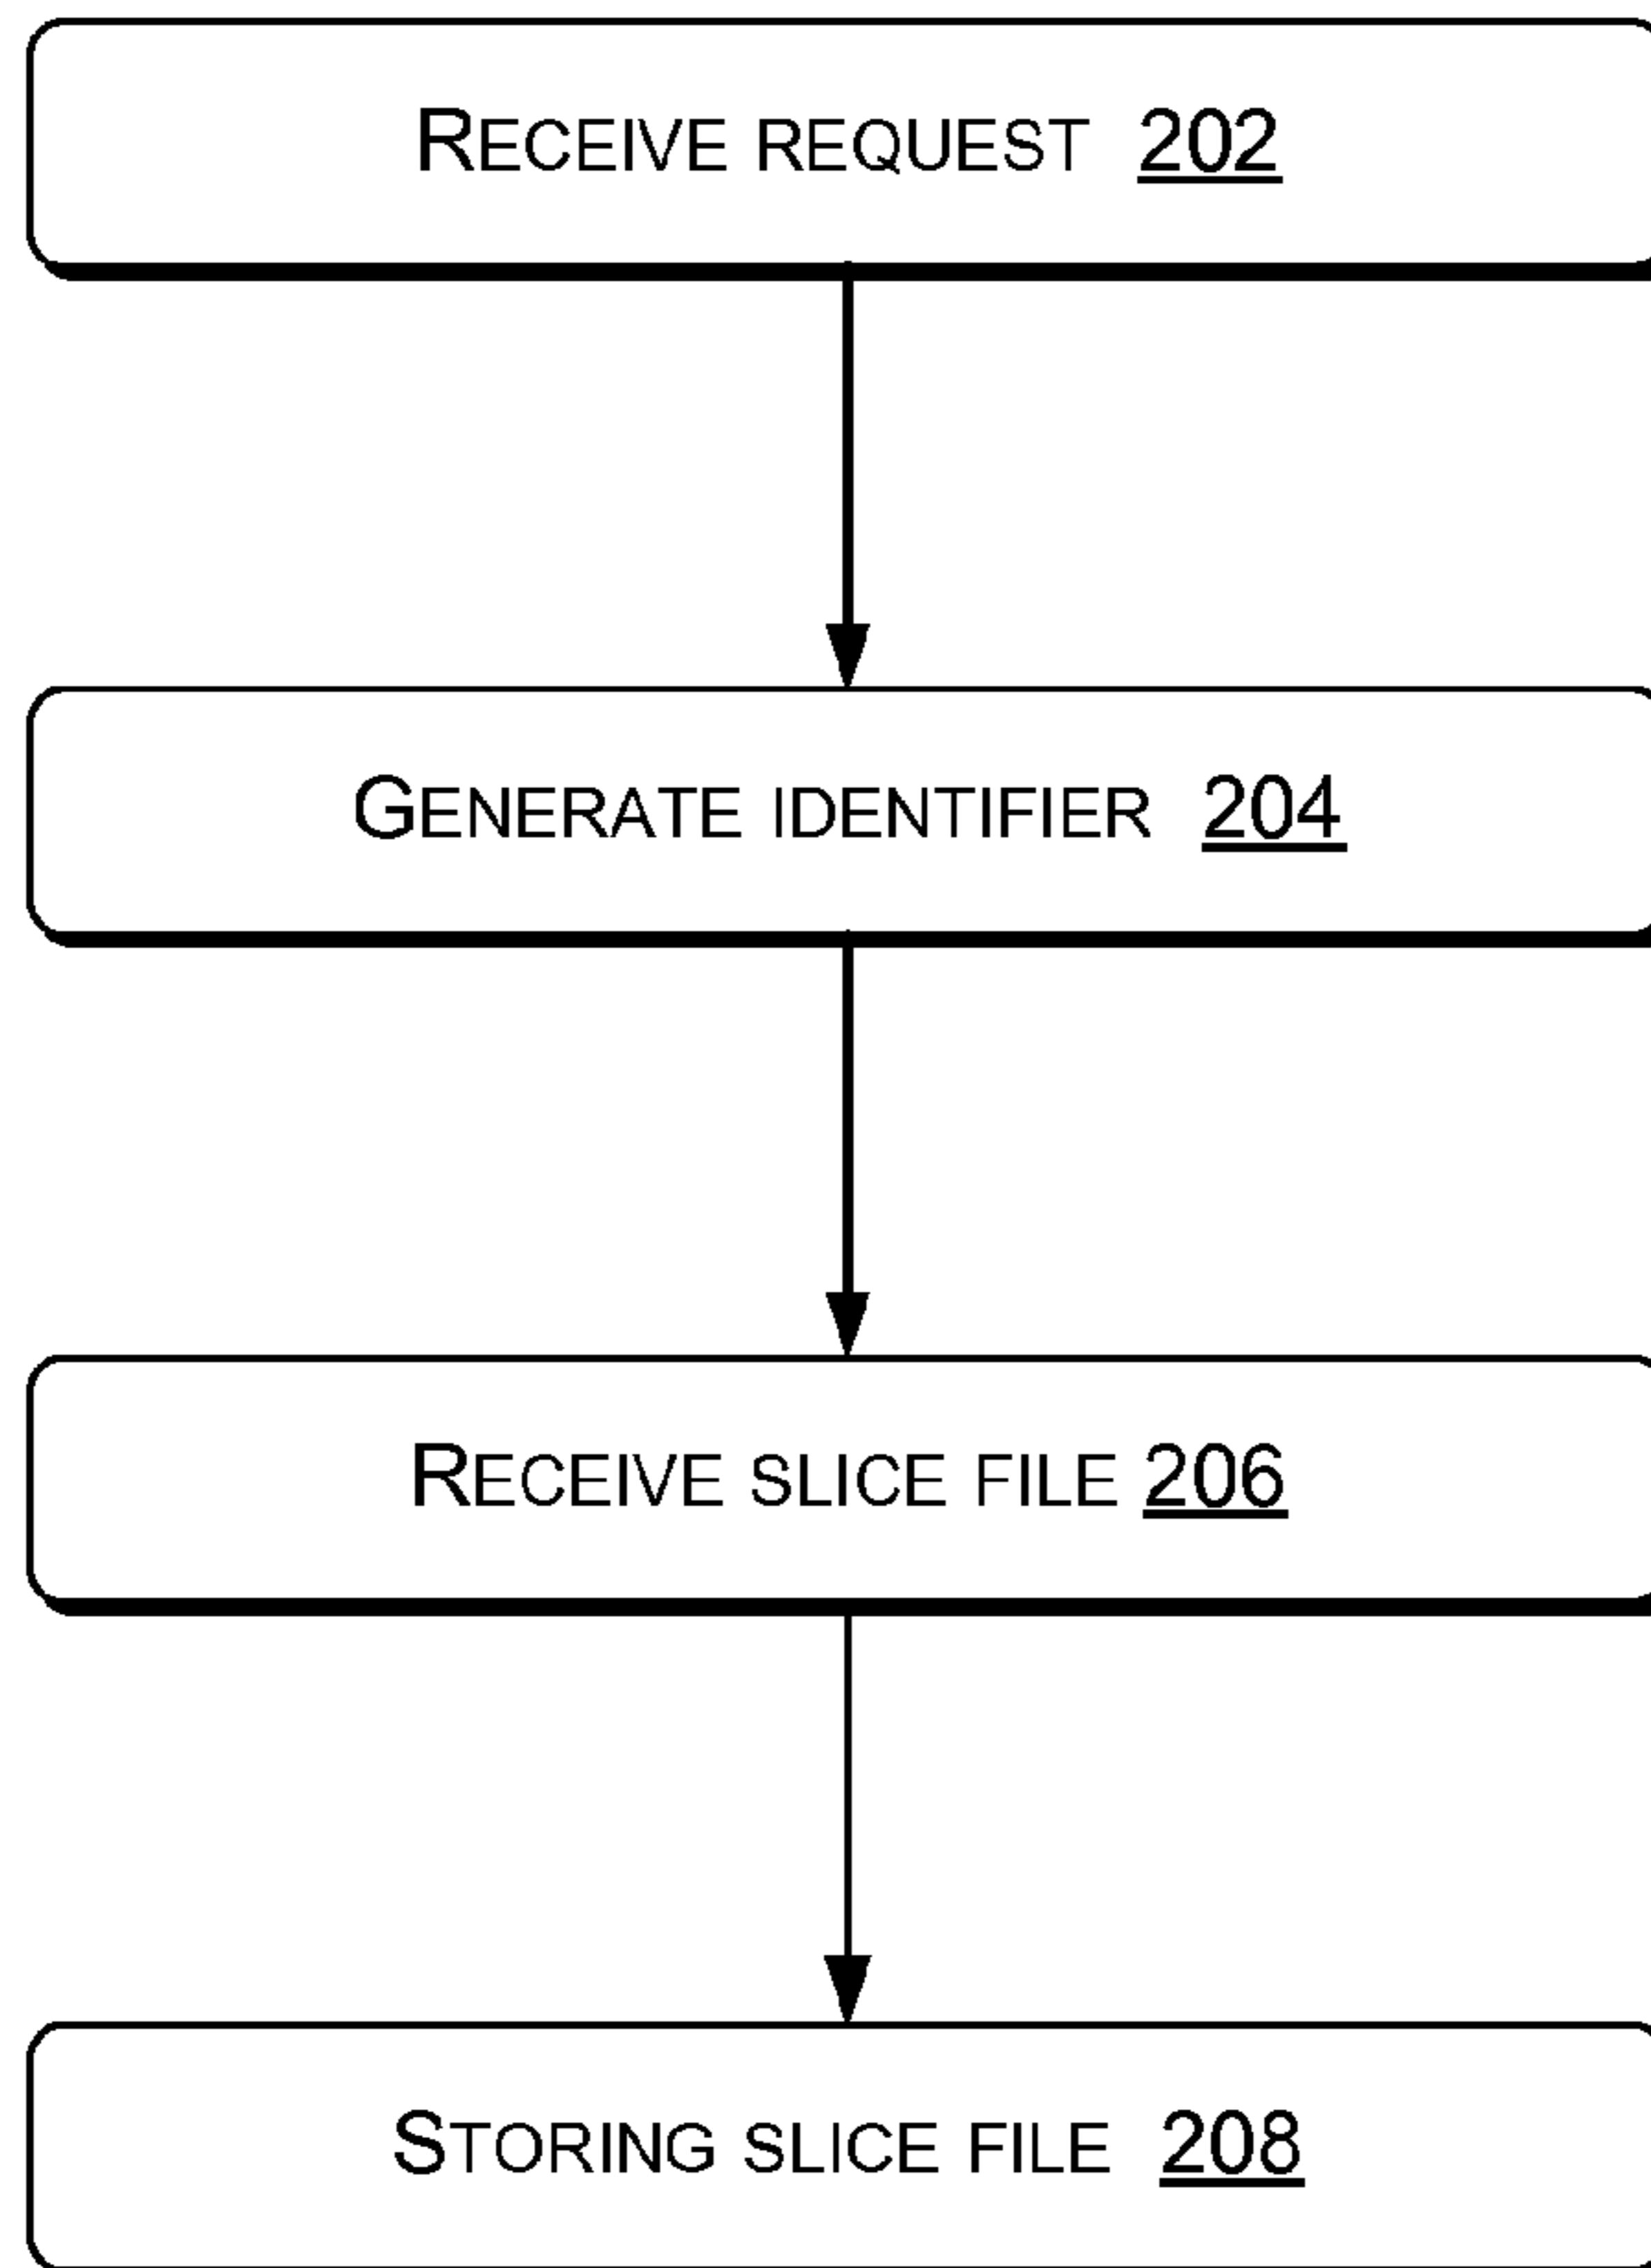 RECEIVE REQUEST 202
GENERATE IDENTIFIER 204
RECEIVE SLICE FILE 206
STORING SLICE FILE 208